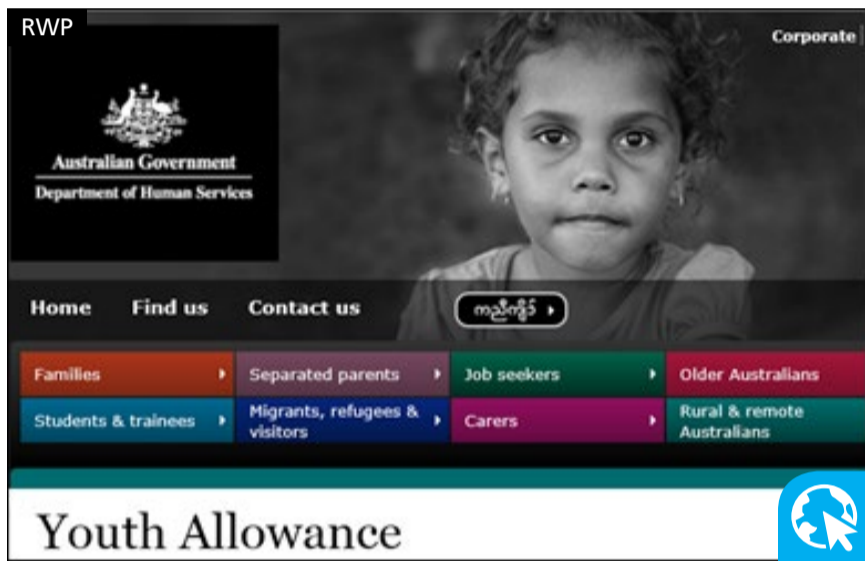 RWP
Corporate
Australian Government
Department of Human Services
Home Find us Contact us ကညီကျိာ်
Families Separated parents Job seekers Older Australians
Students & trainees Migrants, refugees & visitors Carers Rural & remote Australians
Youth Allowance